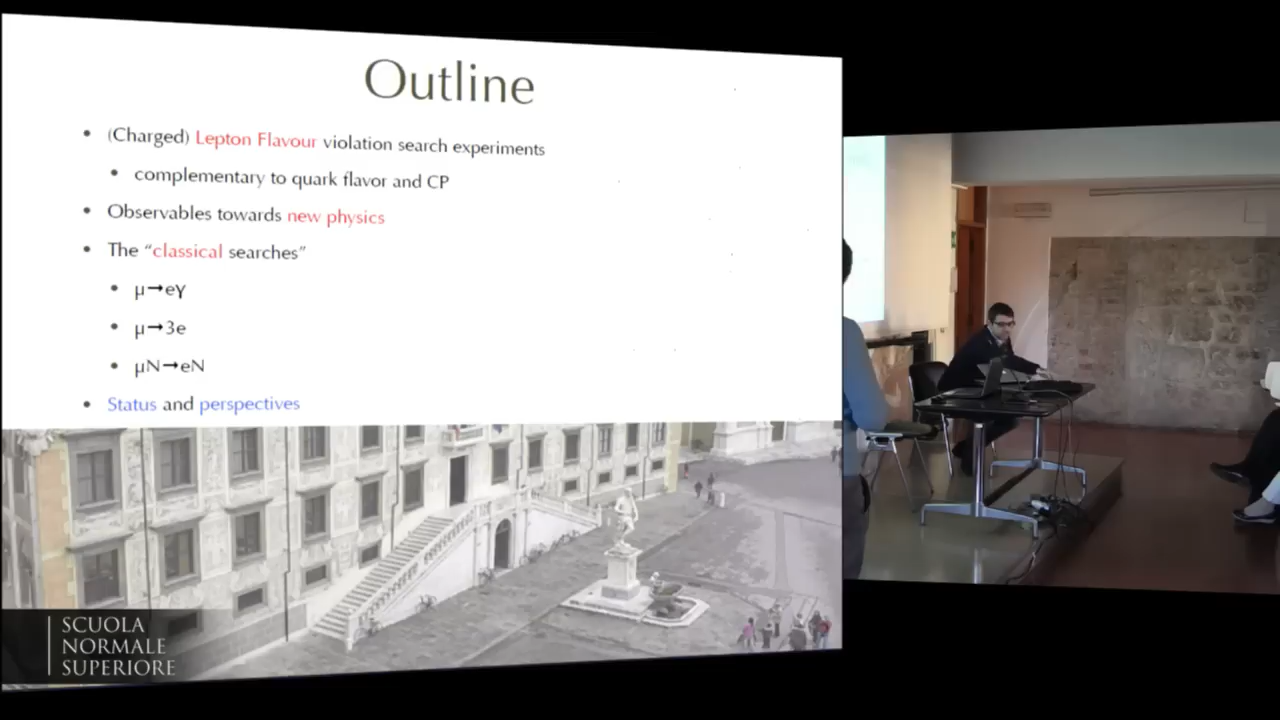 Outline
• (Charged) Lepton Flavour violation search experiments
• complementary to quark flavor and CP
• Observables towards new physics
• The “classical searches”
• μ→eγ
• μ→3e
• μN→eN
• Status and perspectives
SCUOLA
NORMALE
SUPERIORE